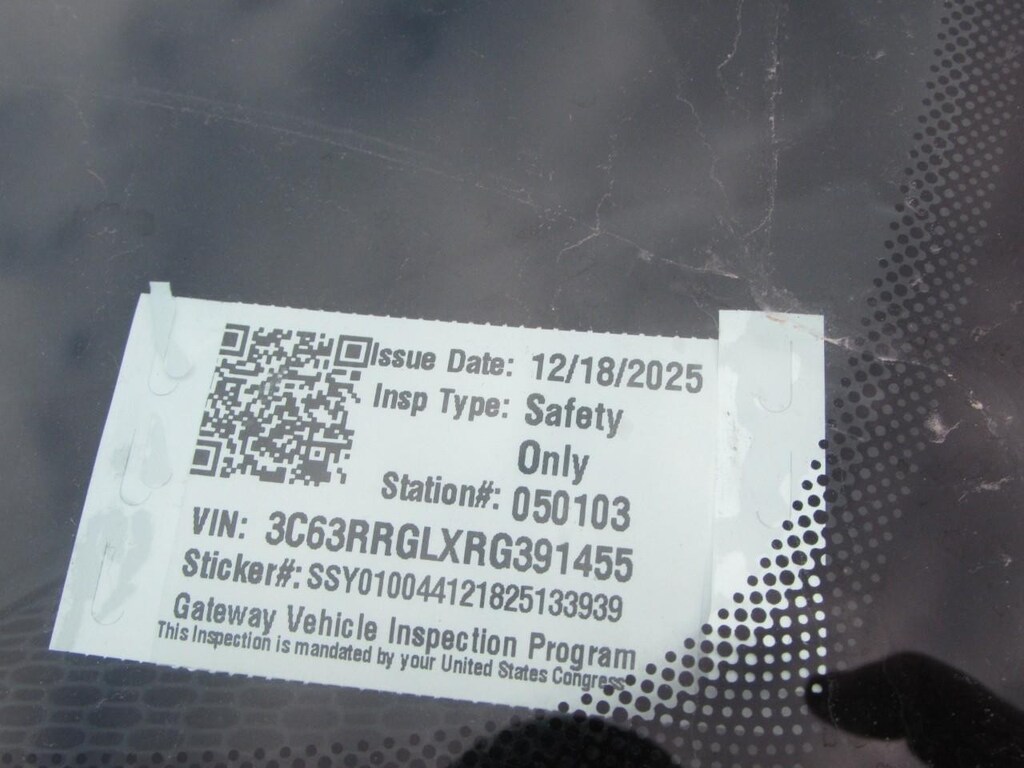 Issue Date: 12/18/2025
Insp Type: Safety
Only
Station#: 050103
VIN: 3C63RRGLXRG391455
Sticker#: SSY010044121825133939
Gateway Vehicle Inspection Program
This Inspection is mandated by your United States Congress